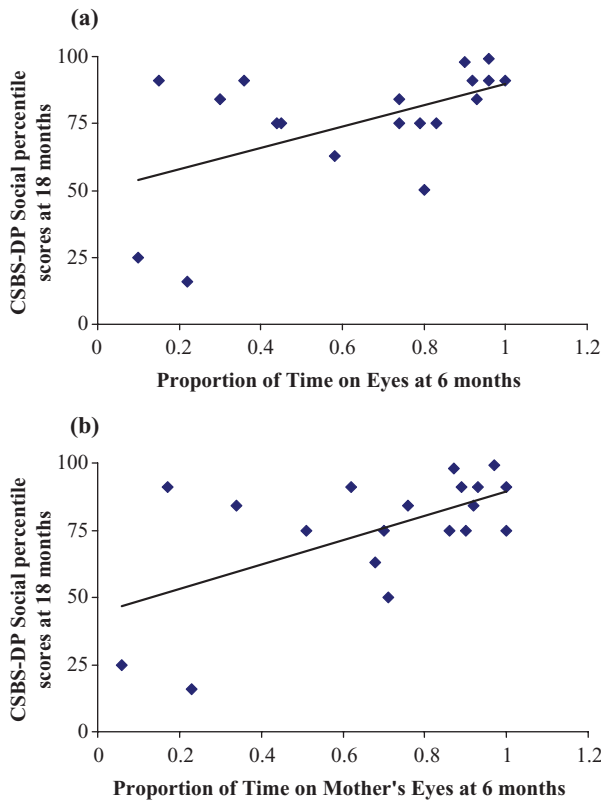 (a)
CSBS-DP Social percentile
scores at 18 months
100
75
50
25
0
0 0.2 0.4 0.6 0.8 1 1.2
Proportion of Time on Eyes at 6 months
(b)
CSBS-DP Social percentile
scores at 18 months
100
75
50
25
0
0 0.2 0.4 0.6 0.8 1 1.2
Proportion of Time on Mother's Eyes at 6 months